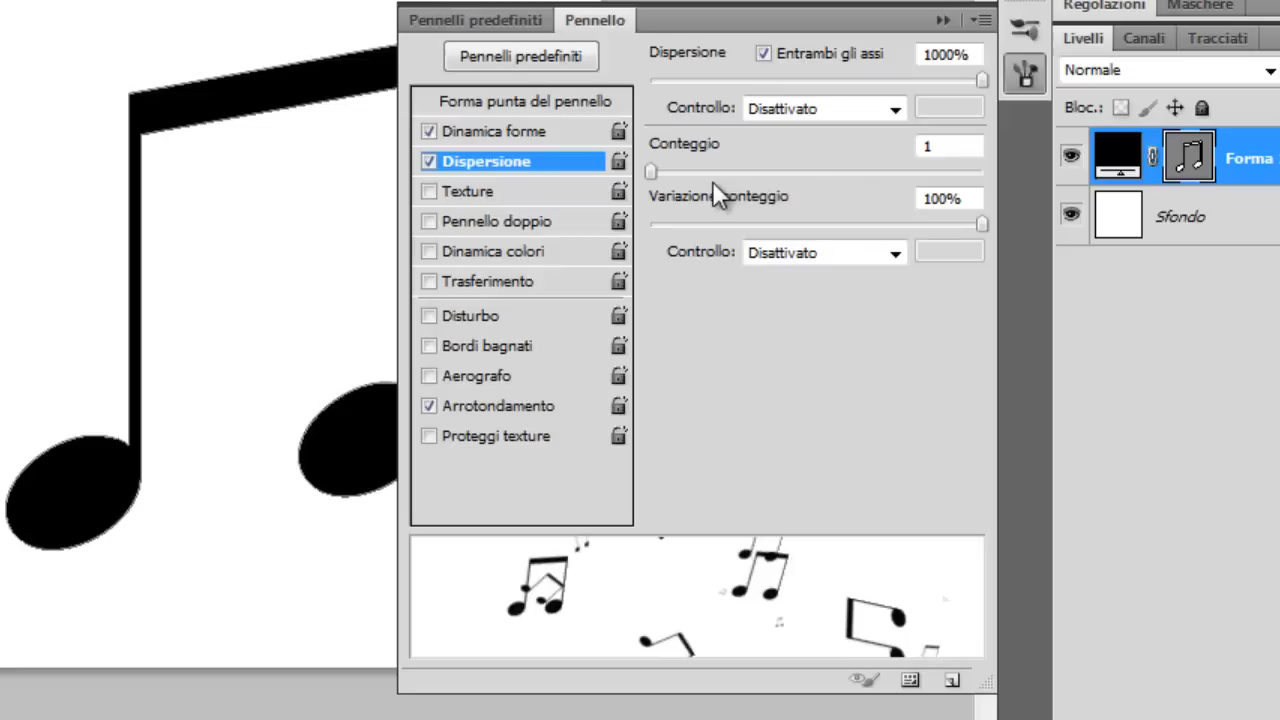 Pennelli predefiniti
Pennello
Regolazioni
Maschere
Pennelli predefiniti
Dispersione
Entrambi gli assi
1000%
Livelli
Canali
Tracciati
Normale
Forma punta del pennello
Controllo:
Disattivato
Bloc.:
Dinamica forme
Conteggio
1
Dispersione
Forma
Texture
Variazione conteggio
100%
Pennello doppio
Sfondo
Dinamica colori
Controllo:
Disattivato
Trasferimento
Disturbo
Bordi bagnati
Aerografo
Arrotondamento
Proteggi texture